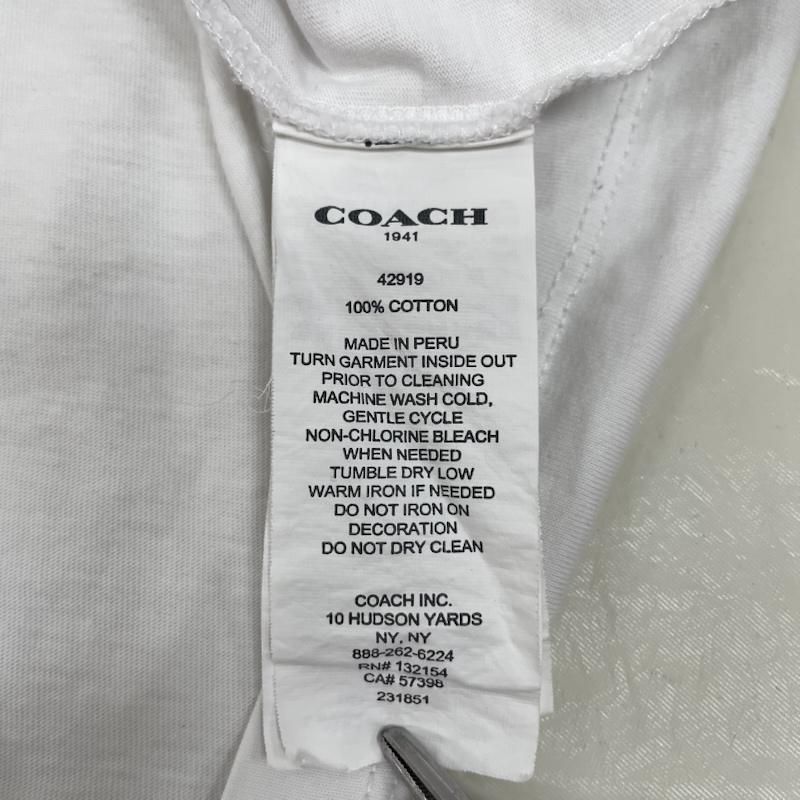 COACH
1941
42919
100% COTTON
MADE IN PERU
TURN GARMENT INSIDE OUT
PRIOR TO CLEANING
MACHINE WASH COLD,
GENTLE CYCLE
NON-CHLORINE BLEACH
WHEN NEEDED
TUMBLE DRY LOW
WARM IRON IF NEEDED
DO NOT IRON ON
DECORATION
DO NOT DRY CLEAN
COACH INC.
10 HUDSON YARDS
NY, NY
888-262-6224
RN# 132154
CA# 57398
231851